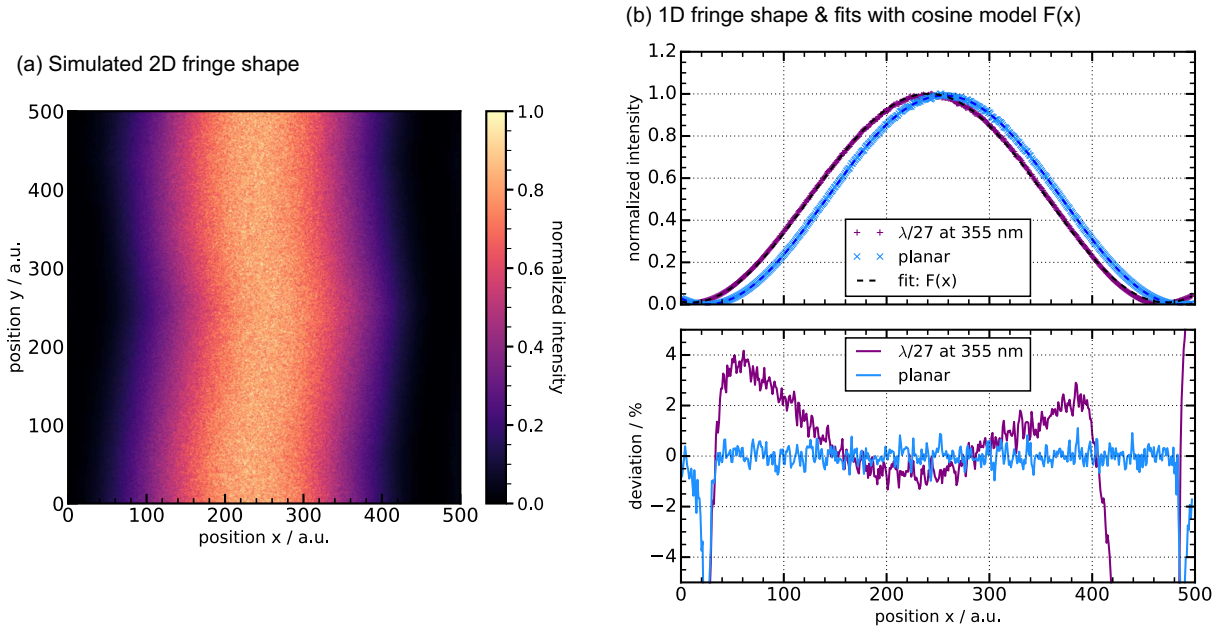 (a) Simulated 2D fringe shape
500
400
300
200
100
0
position y / a.u.
0 100 200 300 400 500
position x / a.u.
1.0
0.8
0.6
0.4
0.2
0.0
normalized intensity
(b) 1D fringe shape & fits with cosine model F(x)
1.2
1.0
0.8
0.6
0.4
0.2
0.0
normalized intensity
λ/27 at 355 nm
planar
fit: F(x)
4
2
0
−2
−4
deviation / %
λ/27 at 355 nm
planar
0 100 200 300 400 500
position x / a.u.